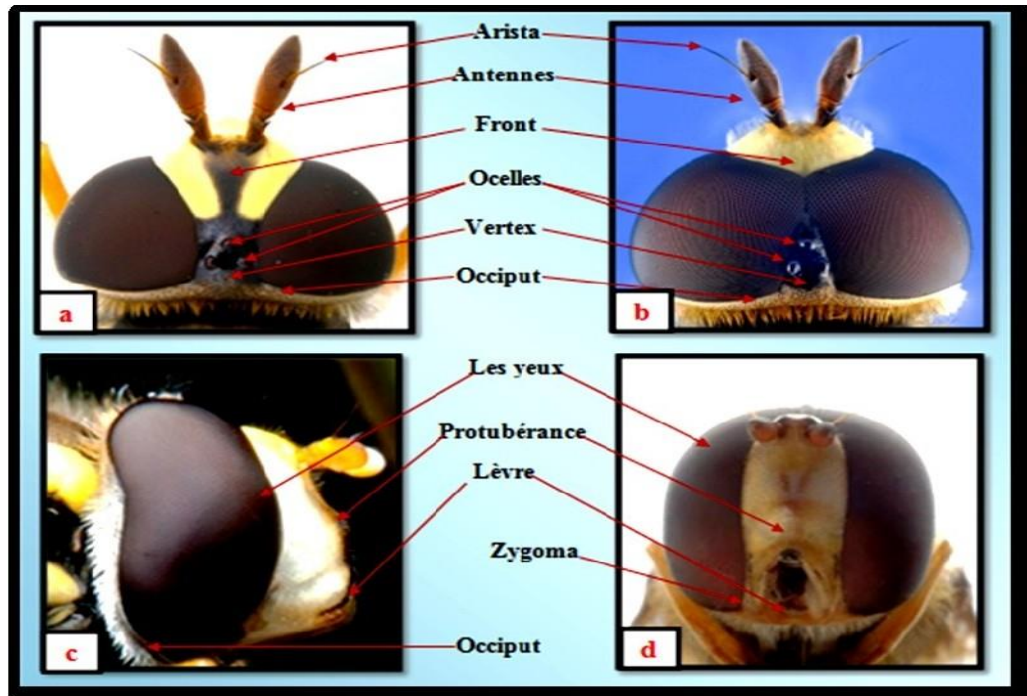 Arista
Antennes
Front
Ocelles
Vertex
Occiput
a
b
Les yeux
Protubérance
Lèvre
Zygoma
Occiput
c
d